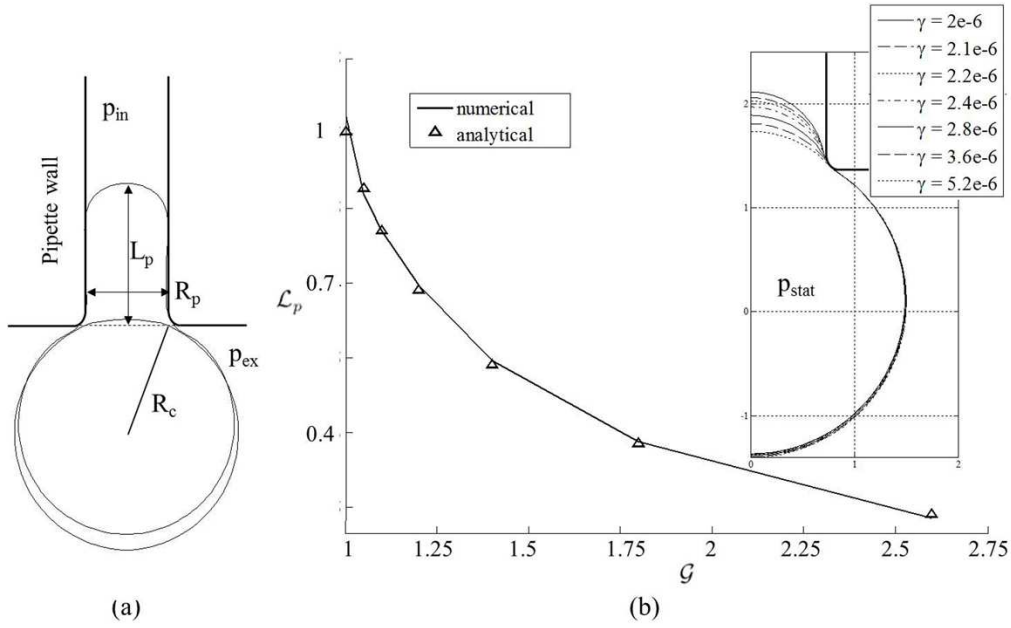 p_in
Pipette wall
L_p
R_p
p_ex
R_c
(a)
numerical
analytical
1
0.7
0.4
ℒ_p
1
1.25
1.5
1.75
2
2.25
2.5
2.75
𝒢
(b)
γ = 2e-6
γ = 2.1e-6
γ = 2.2e-6
γ = 2.4e-6
γ = 2.8e-6
γ = 3.6e-6
γ = 5.2e-6
2
1
0
-1
p_stat
0
1
2